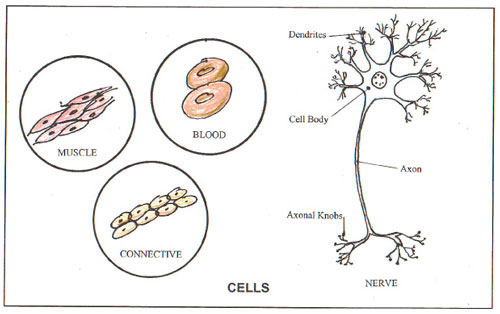 Dendrites
BLOOD
MUSCLE
Cell Body
Axon
Axonal Knobs
CONNECTIVE
CELLS
NERVE